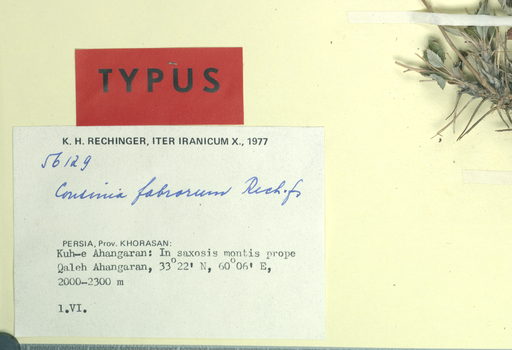 TYPUS
K. H. RECHINGER, ITER IRANICUM X., 1977
56129
Cousinia fabrorum Rech.f.
PERSIA, Prov. KHORASAN:
Kuh-e Ahangaran: In saxosis montis prope
Qaleh Ahangaran, 33°22' N, 60°06' E,
2000-2300 m
1.VI.